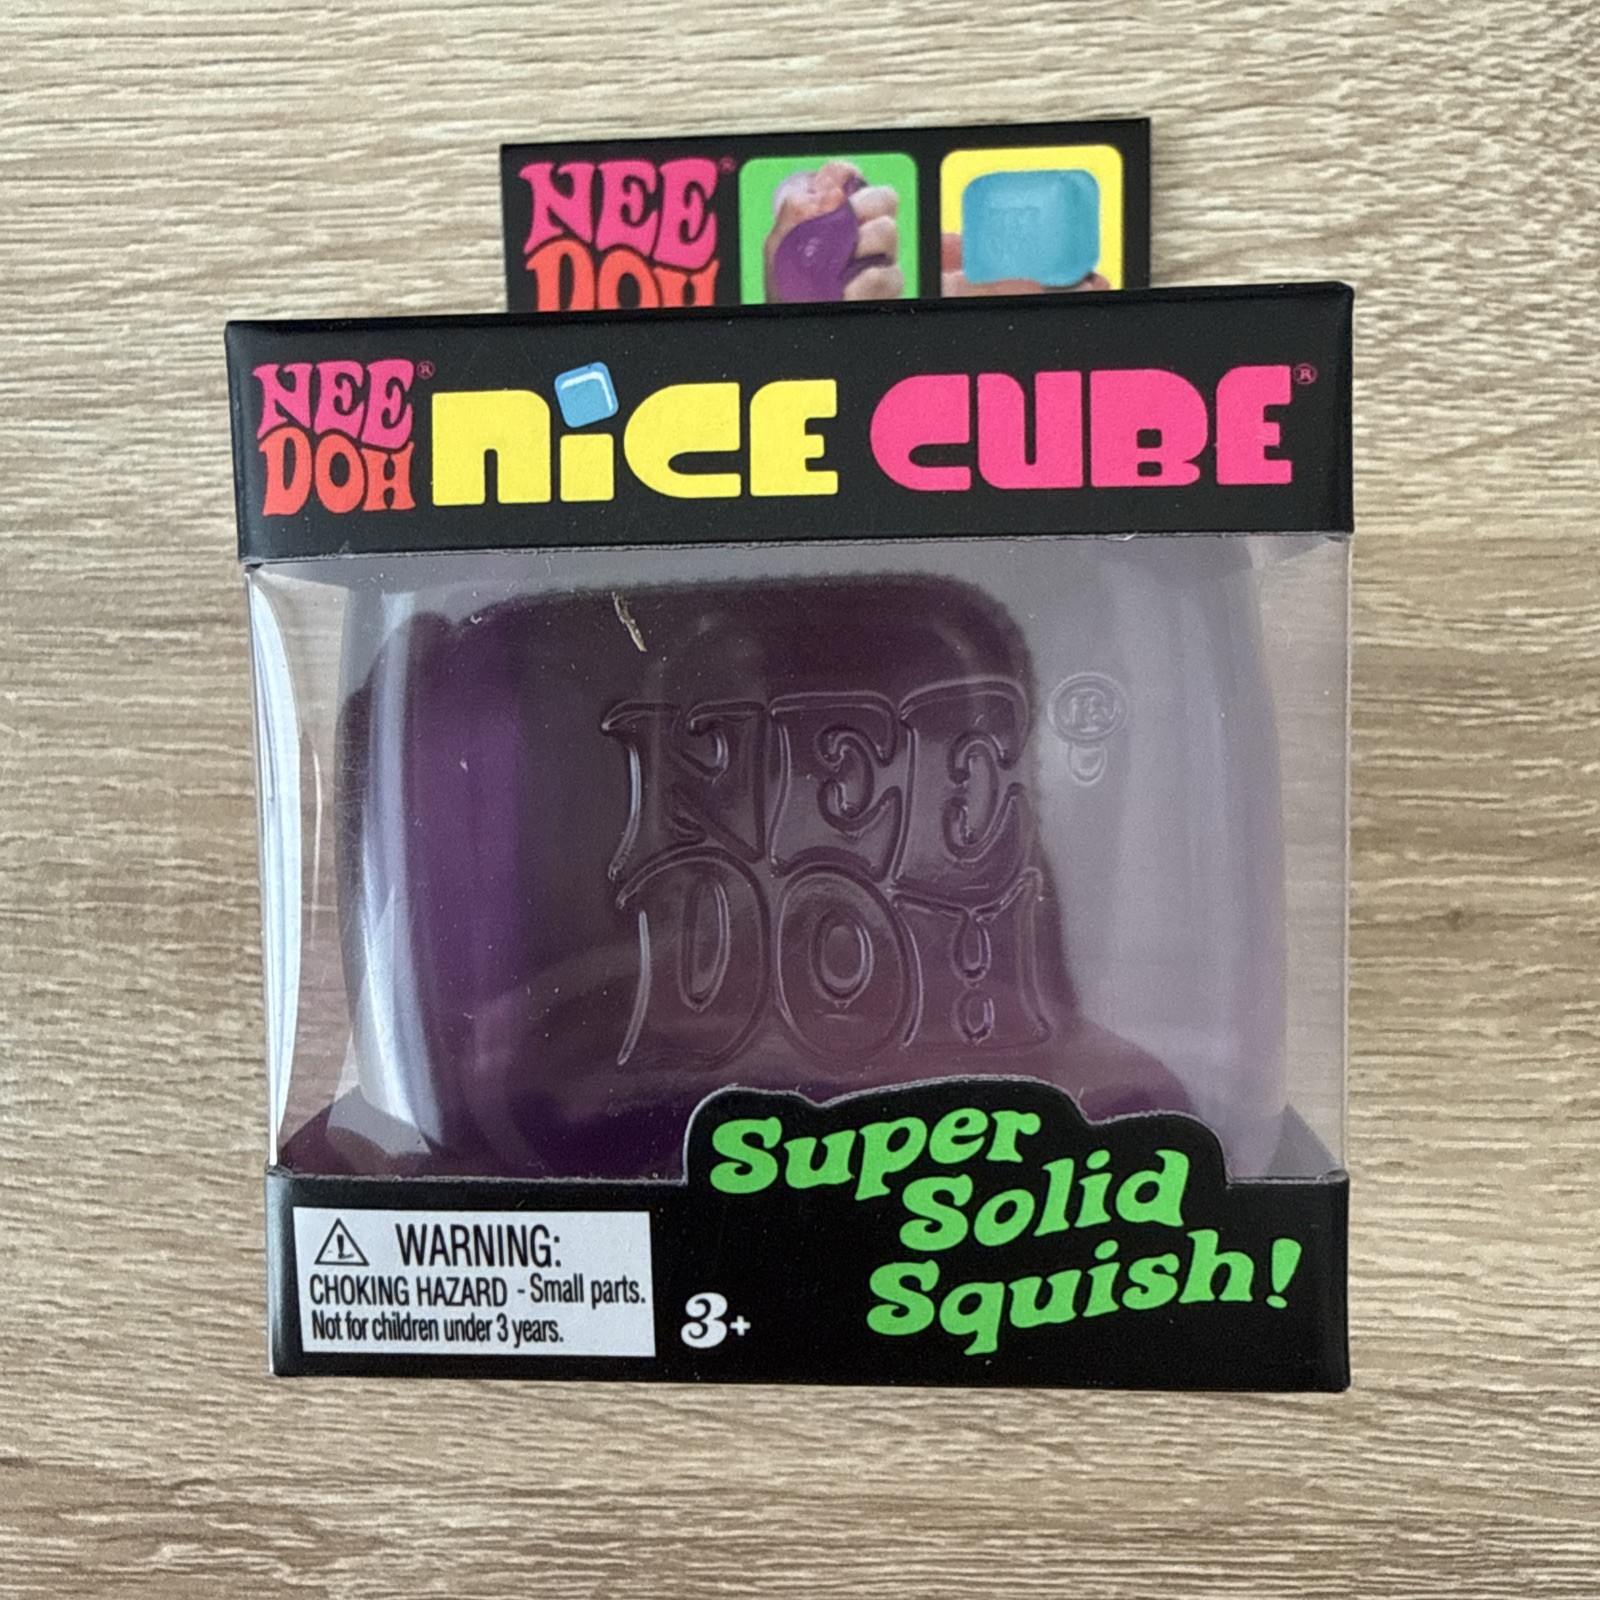 NEE®
DOH
NEE® DOH NiCE CUBE®
NEE®
DOH
Super
Solid
Squish!
WARNING:
CHOKING HAZARD - Small parts.
Not for children under 3 years.
3+